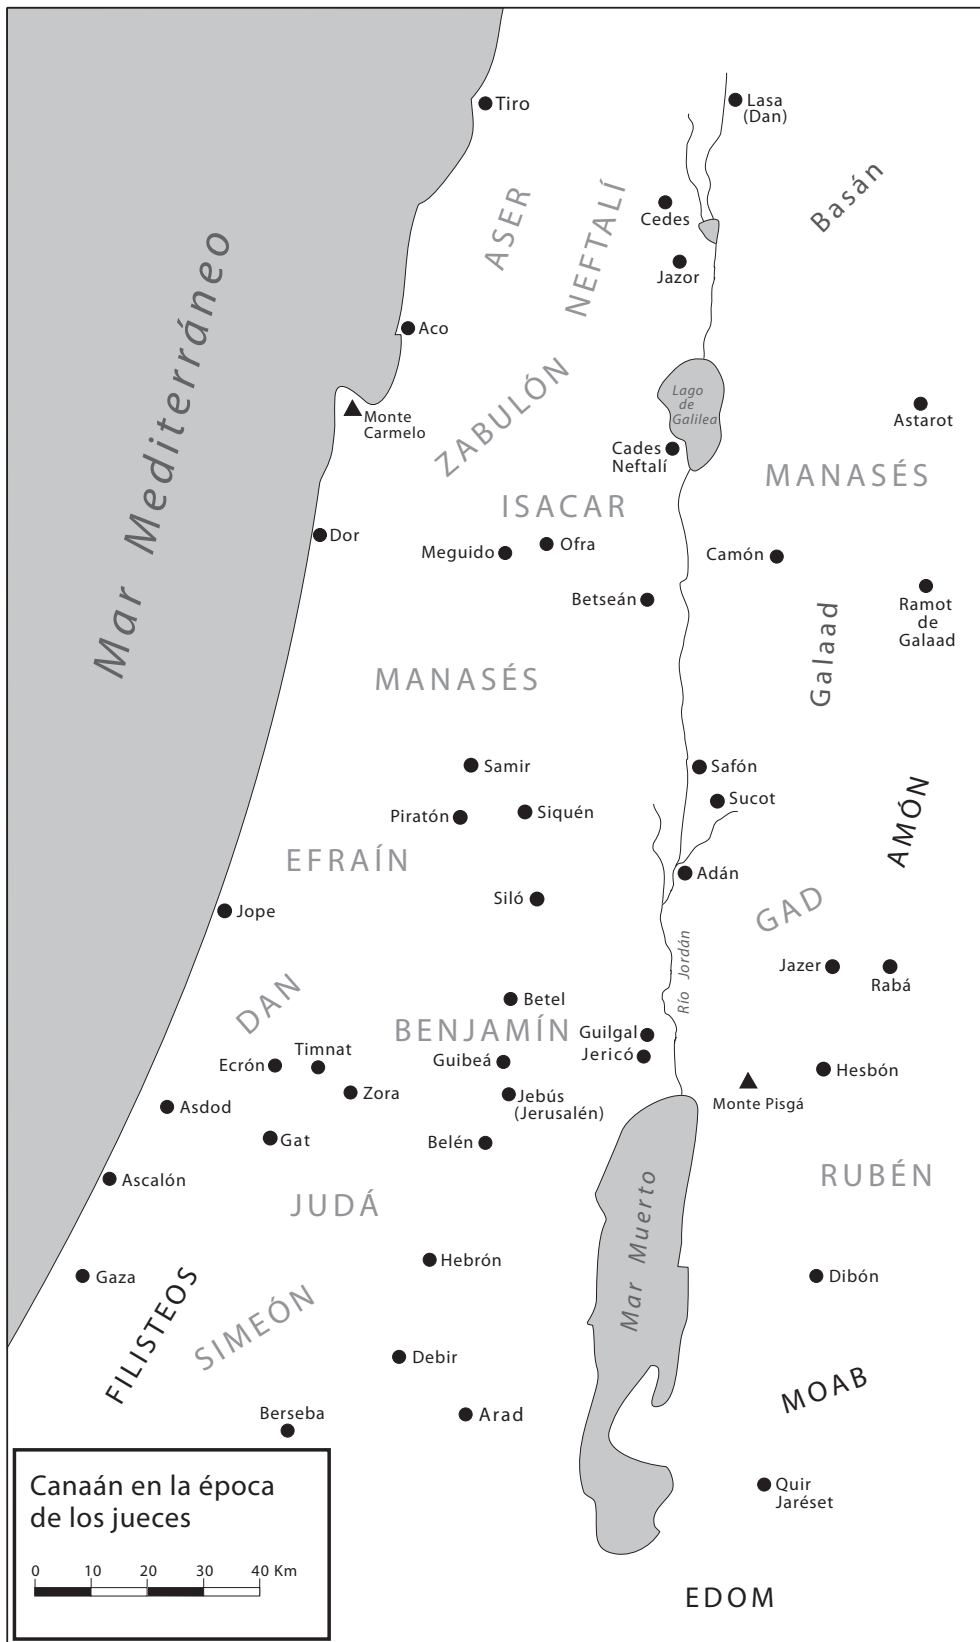 Tiro
Lasa
(Dan)
Basán
ASER
NEFTALÍ
Cedes
Jazor
Mar Mediterráneo
Aco
Lago
de
Galilea
ZABULÓN
Monte
Carmelo
Astarot
Cades
Neftalí
MANASÉS
ISACAR
Dor
Meguido
Ofra
Camón
Betseán
Ramot
de
Galaad
Galaad
MANASÉS
Samir
Safón
Sucot
Piratón
Siquén
AMÓN
EFRAÍN
Adán
Siló
GAD
Jope
Río Jordán
Jazer
Rabá
DAN
Betel
BENJAMÍN
Guilgal
Timnat
Jericó
Ecrón
Guibeá
Hesbón
Zora
Jebús
(Jerusalén)
Monte Pisgá
Asdod
Gat
Belén
Ascalón
RUBÉN
JUDÁ
Mar Muerto
Hebrón
Gaza
Dibón
FILISTEOS
SIMEÓN
Debir
MOAB
Berseba
Arad
Canaán en la época
de los jueces
0 10 20 30 40 Km
Quir
Jaréset
EDOM